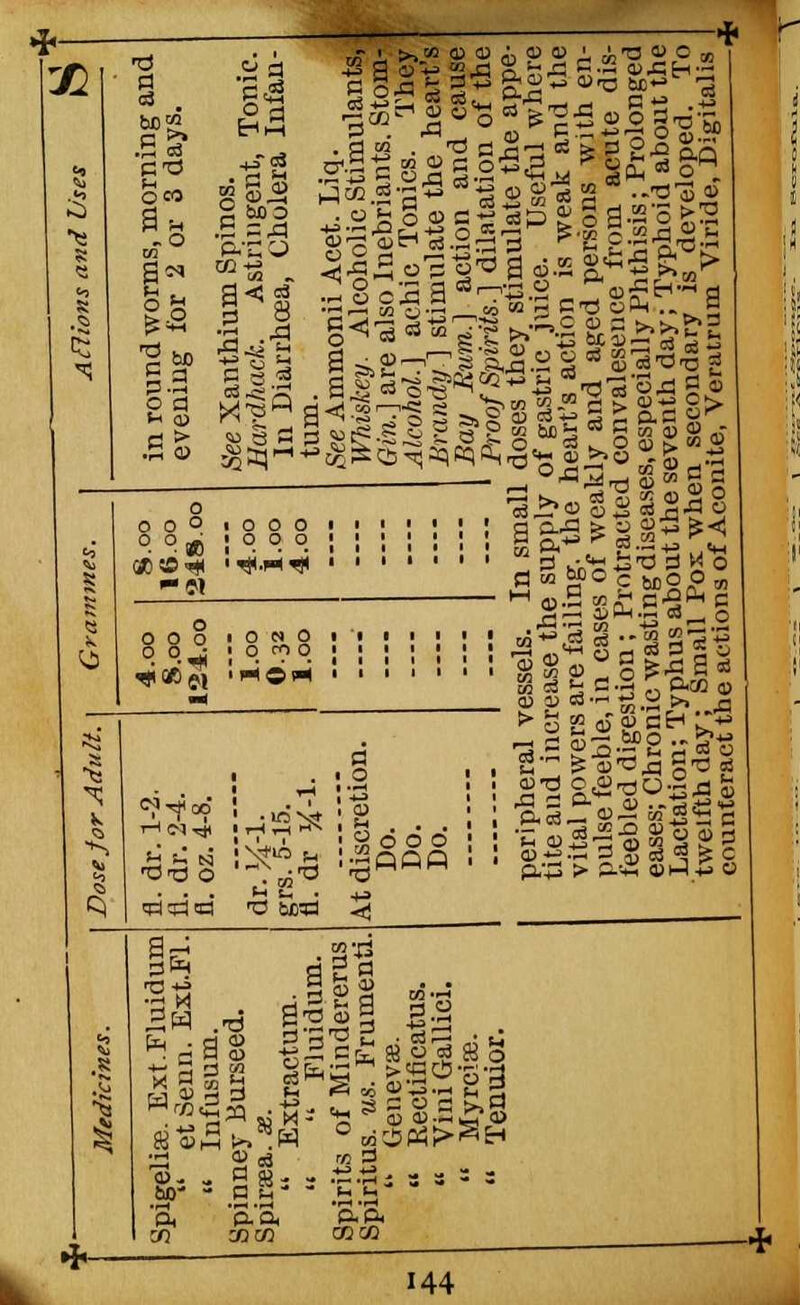 Medicines. Dose for Adult. Grammes. Actions and Uses
Spigeliæ. Ext. Fluidum fl. dr. 1-2. 4.00 8.00 in round worms, morning and
" et Senn. Ext.Fl. fl. dr. 2-4. 8.00 16.00 evening for 2 or 3 days.
" Infusum. fl. oz. 4-8. 124.00 248.00
Spinney Burseed. See Xanthium Spinos.
Spiræa. æ. dr. ¼-1. 1.00 4.00 Hardhack. Astringent, Tonic.
" Extractum. grs. 5-15. 0.32 1.00 In Diarrhœa, Cholera Infan-
" Fluidum. fl. dr ¼-1. 1.00 4.00 tum.
Spirits of Mindererus See Ammonii Acet. Liq.
Spiritus. us. Frumenti. At discretion. Whiskey. Alcoholic Stimulants,
" Genevæ. Do. Gin.] are also Inebriants. Stom-
" Rectificatus. Do. Alcohol.] achic Tonics. They
" Vini Gallici. Do. Brandy.] stimulate the heart's
" Myrciæ. Bay Rum.] action and cause
" Tenuior. Proof Spirits.] dilatation of the
peripheral vessels. In small doses they stimulate the appe-
tite and increase the supply of gastric juice. Useful where
vital powers are failing, the heart's action is weak and the
pulse feeble, in cases of weakly and aged persons with en-
feebled digestion; Protracted convalesence from acute dis-
eases; Chronic wasting diseases, especially Phthisis; Prolonged
Lactation; Typhus about the seventh day; Typhoid about the
twelfth day; Small Pox when secondary is developed. To
counteract the actions of Aconite, Veratrum Viride, Digitalis
144